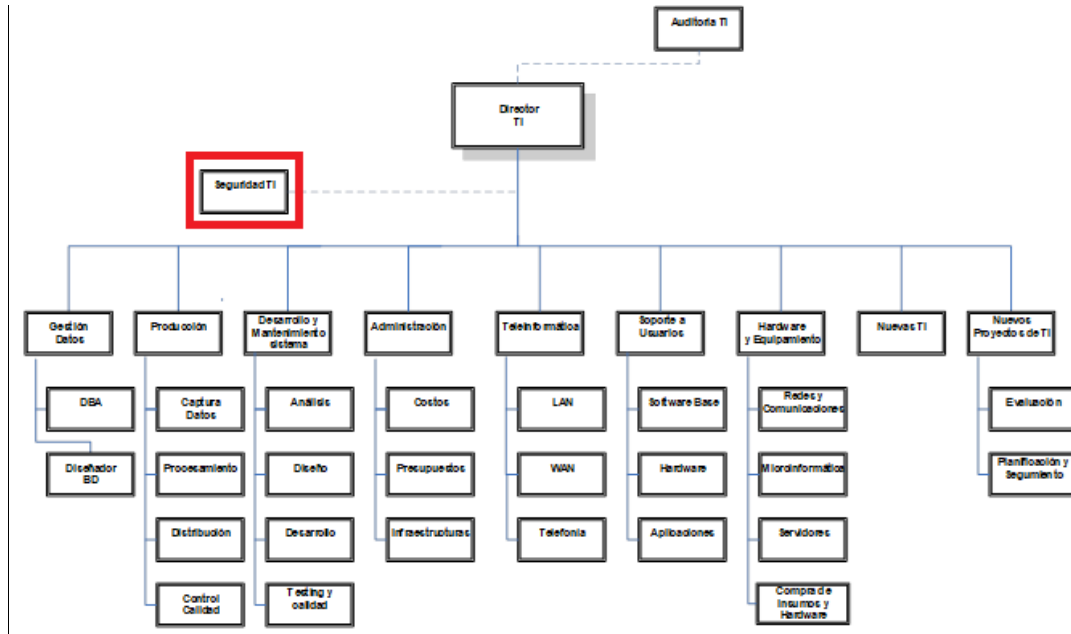 Auditoria TI
Director
TI
Seguridad TI
Gestión
Datos
Producción
Desarrollo y
Mantenimiento
sistema
Administración
Teleinformática
Soporte a
Usuarios
Hardware
y Equipamiento
Nuevas TI
Nuevos
Proyectos de TI
DBA
Captura
Datos
Análisis
Costos
LAN
Software Base
Redes y
Comunicaciones
Evaluación
Diseñador
BD
Procesamiento
Diseño
Presupuestos
WAN
Hardware
Microinformática
Planificación y
Segumiento
Distribución
Desarrollo
Infraestructuras
Telefonía
Aplicaciones
Servidores
Control
Calidad
Testing y
calidad
Compra de
Insumos y
Hardware